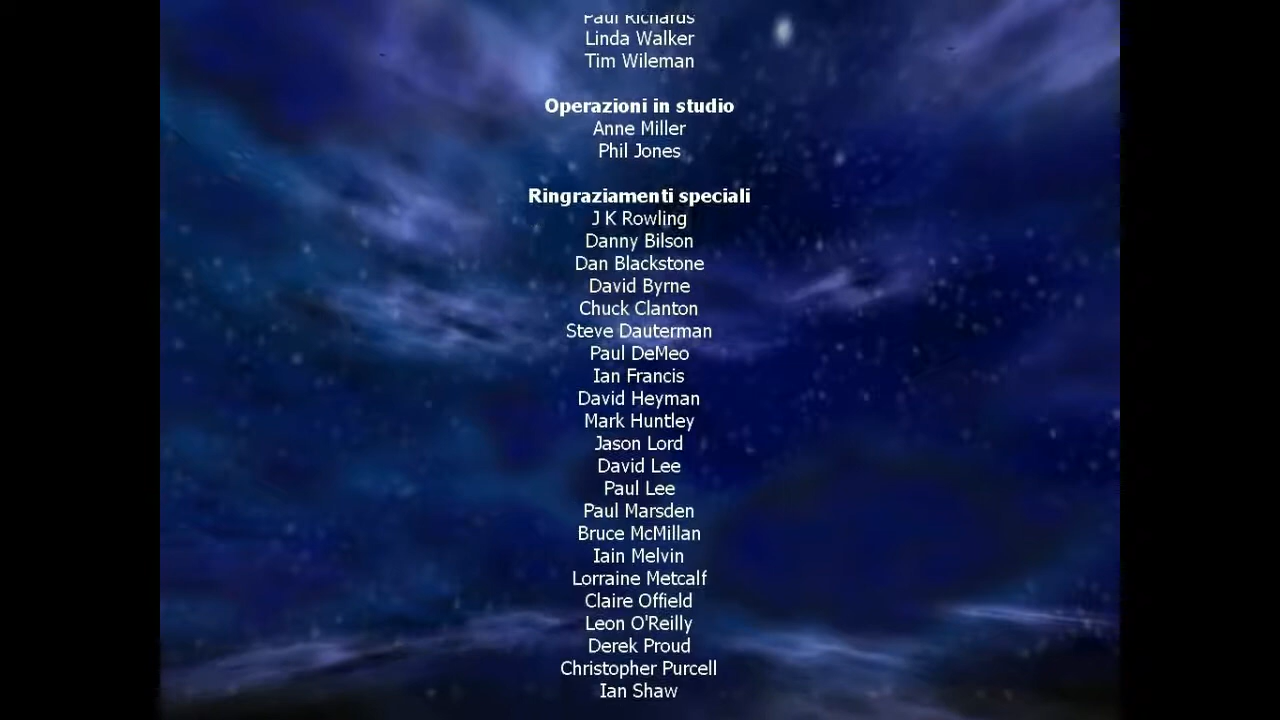 Paul Richards
Linda Walker
Tim Wileman
Operazioni in studio
Anne Miller
Phil Jones
Ringraziamenti speciali
J K Rowling
Danny Bilson
Dan Blackstone
David Byrne
Chuck Clanton
Steve Dauterman
Paul DeMeo
Ian Francis
David Heyman
Mark Huntley
Jason Lord
David Lee
Paul Lee
Paul Marsden
Bruce McMillan
Iain Melvin
Lorraine Metcalf
Claire Offield
Leon O'Reilly
Derek Proud
Christopher Purcell
Ian Shaw